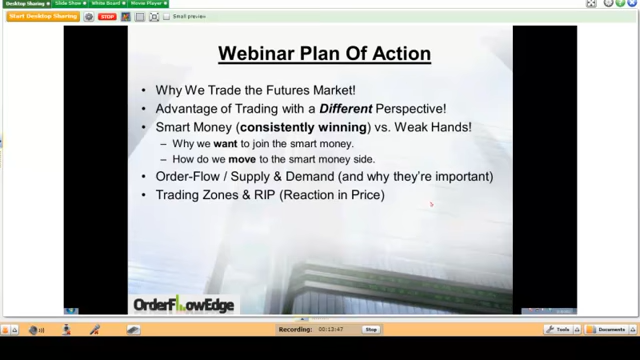 Desktop Sharing Slide Show White Board Movie Player
Start Desktop Sharing STOP Small preview
Webinar Plan Of Action
• Why We Trade the Futures Market!
• Advantage of Trading with a Different Perspective!
• Smart Money (consistently winning) vs. Weak Hands!
– Why we want to join the smart money.
– How do we move to the smart money side.
• Order-Flow / Supply & Demand (and why they're important)
• Trading Zones & RIP (Reaction in Price)
OrderFlowEdge
Recording: 00:13:47 Stop Tools Documents